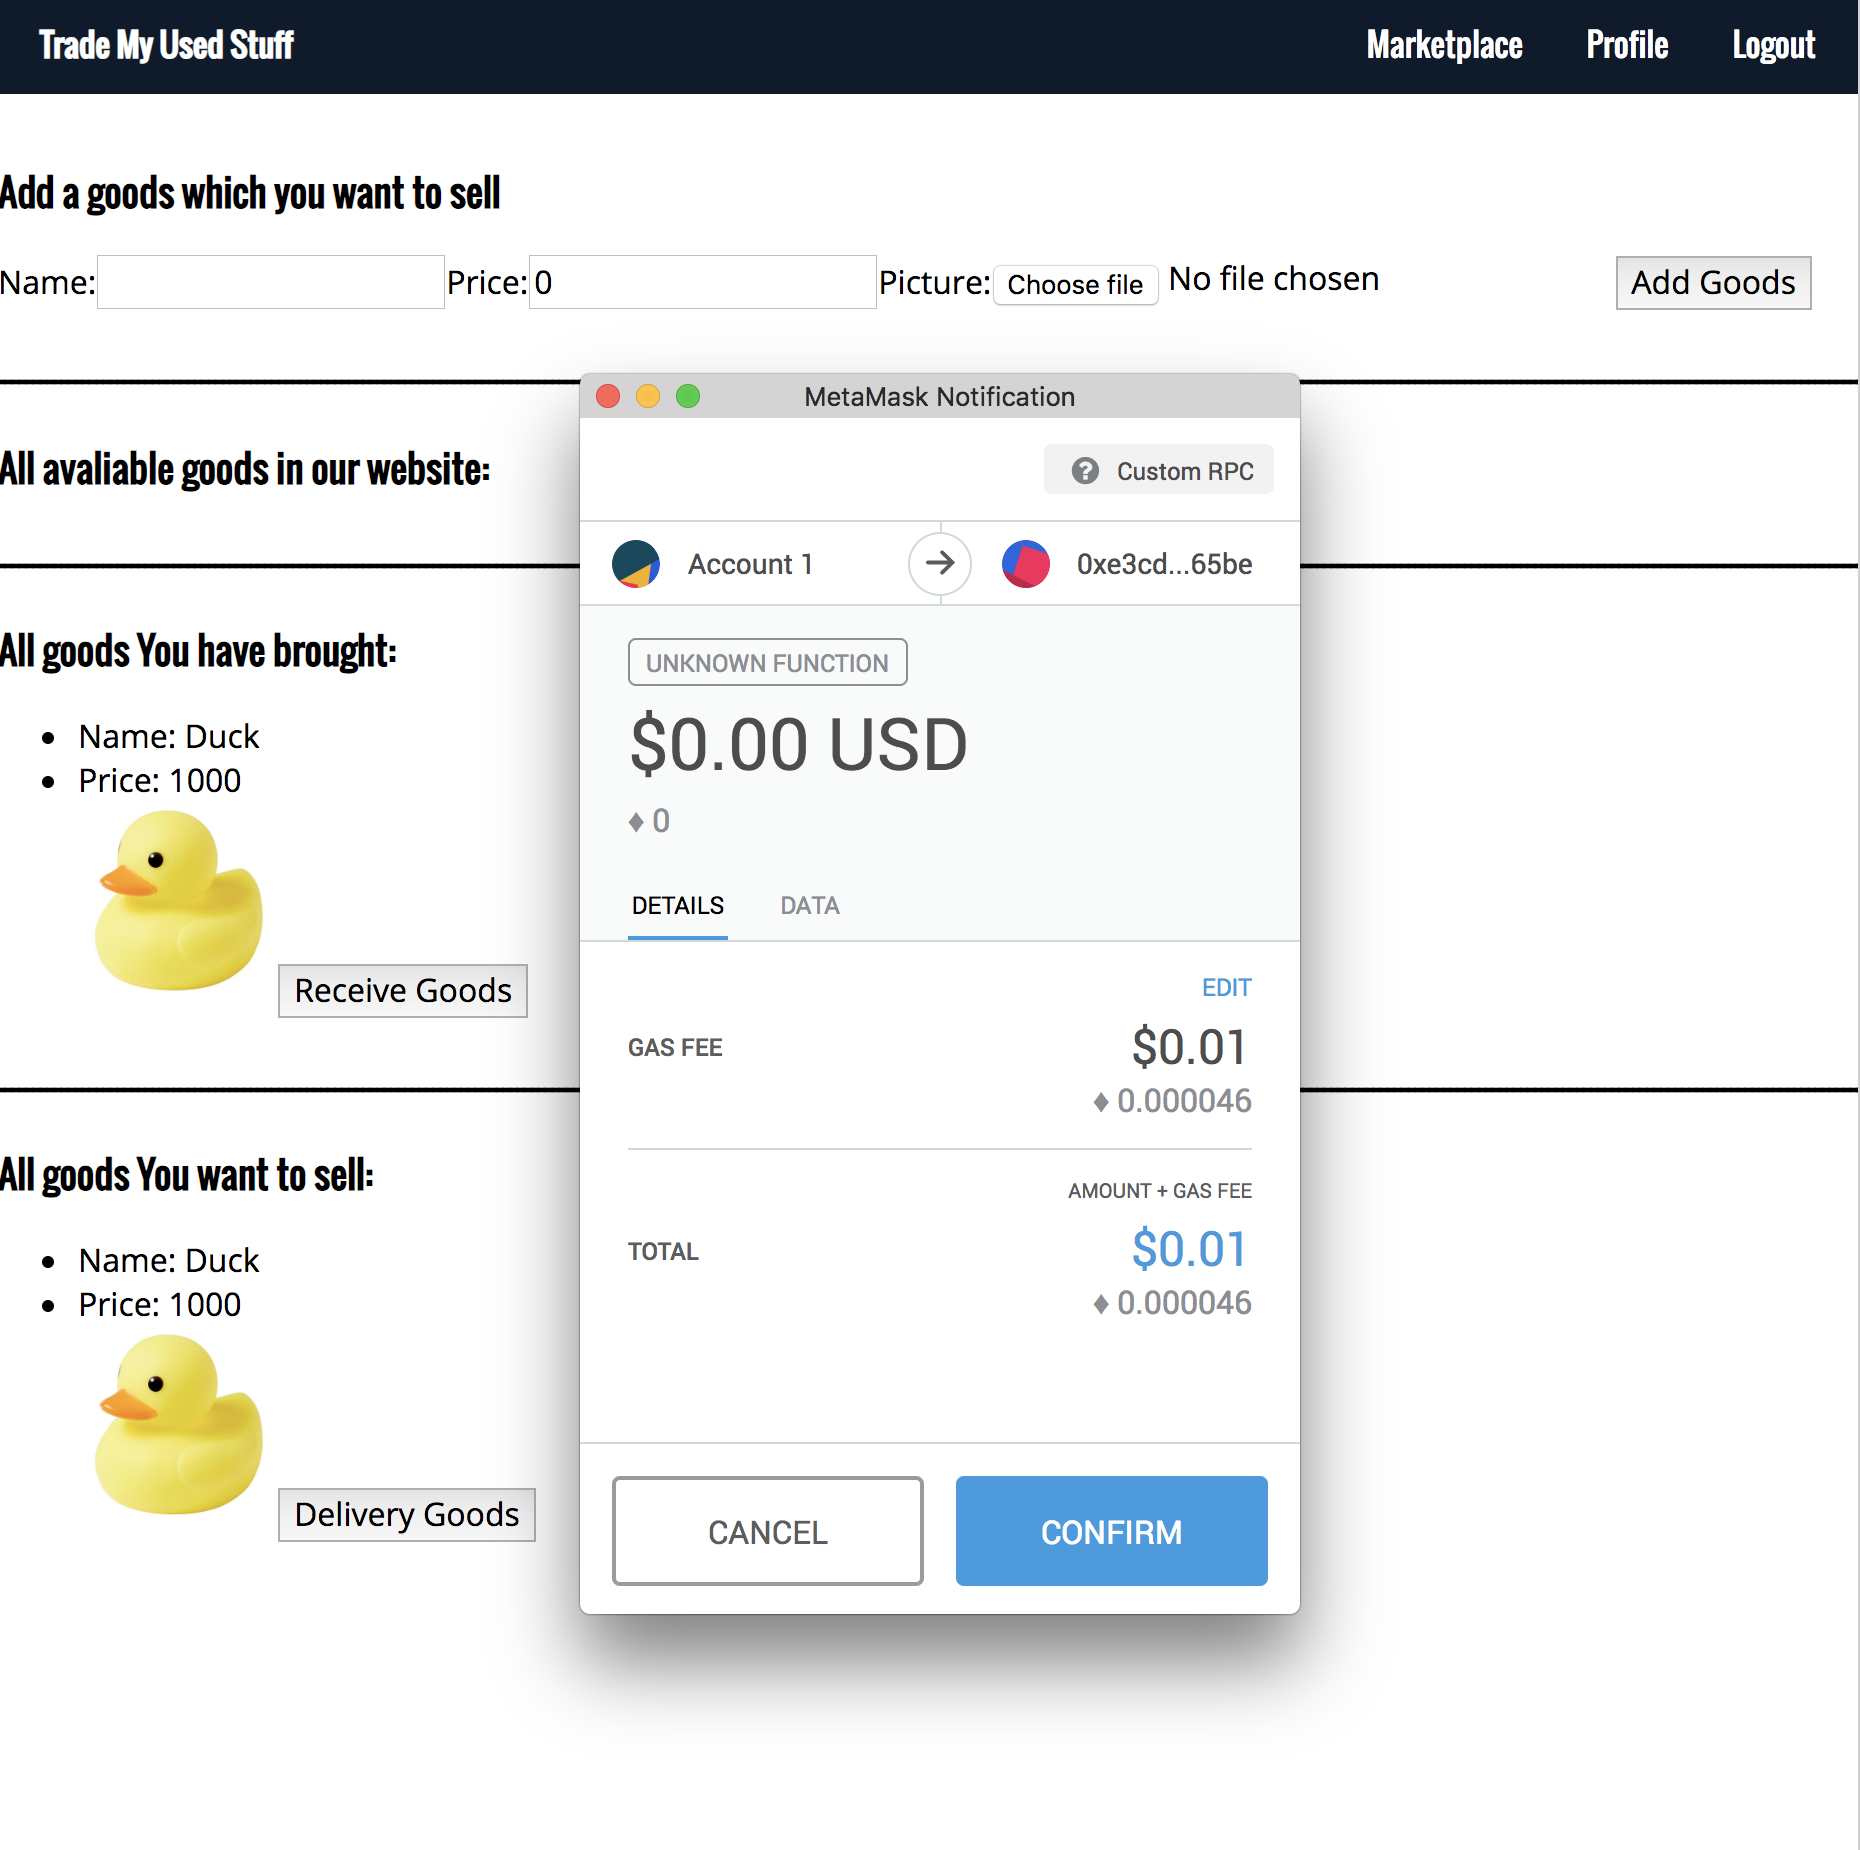 Trade My Used Stuff
Marketplace
Profile
Logout
Add a goods which you want to sell
Name:
Price: 0
Picture: Choose file No file chosen
Add Goods
All avaliable goods in our website:
All goods You have brought:
Name: Duck
Price: 1000
Receive Goods
All goods You want to sell:
Name: Duck
Price: 1000
Delivery Goods
MetaMask Notification
? Custom RPC
Account 1
0xe3cd...65be
UNKNOWN FUNCTION
$0.00 USD
♦ 0
DETAILS
DATA
EDIT
GAS FEE
$0.01
♦ 0.000046
AMOUNT + GAS FEE
TOTAL
$0.01
♦ 0.000046
CANCEL
CONFIRM